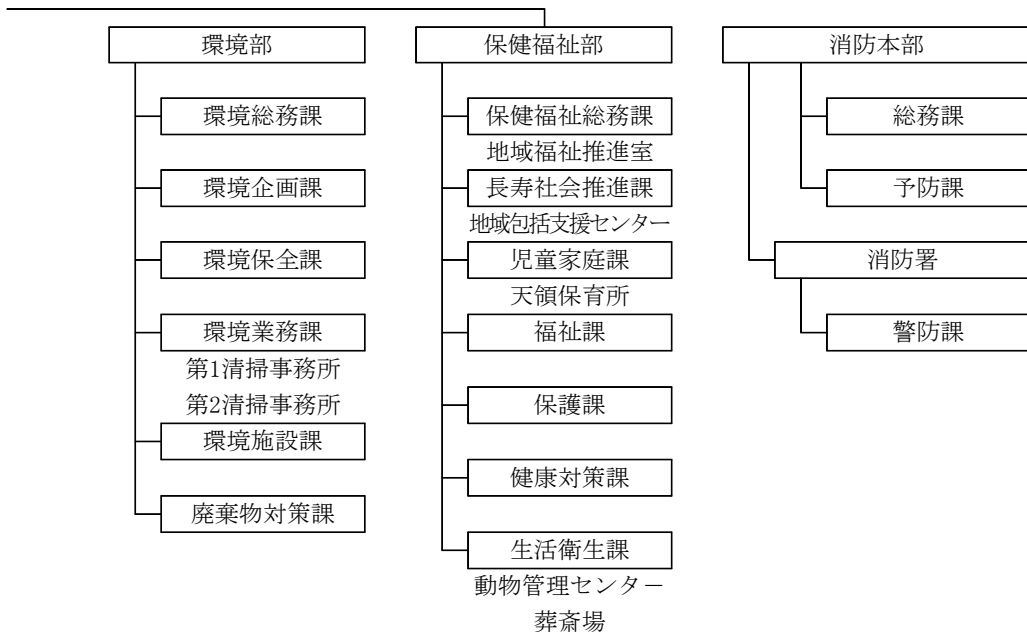 環境部
環境総務課
環境企画課
環境保全課
環境業務課
第1清掃事務所
第2清掃事務所
環境施設課
廃棄物対策課
保健福祉部
保健福祉総務課
地域福祉推進室
長寿社会推進課
地域包括支援センター
児童家庭課
天領保育所
福祉課
保護課
健康対策課
生活衛生課
動物管理センター
葬斎場
消防本部
総務課
予防課
消防署
警防課